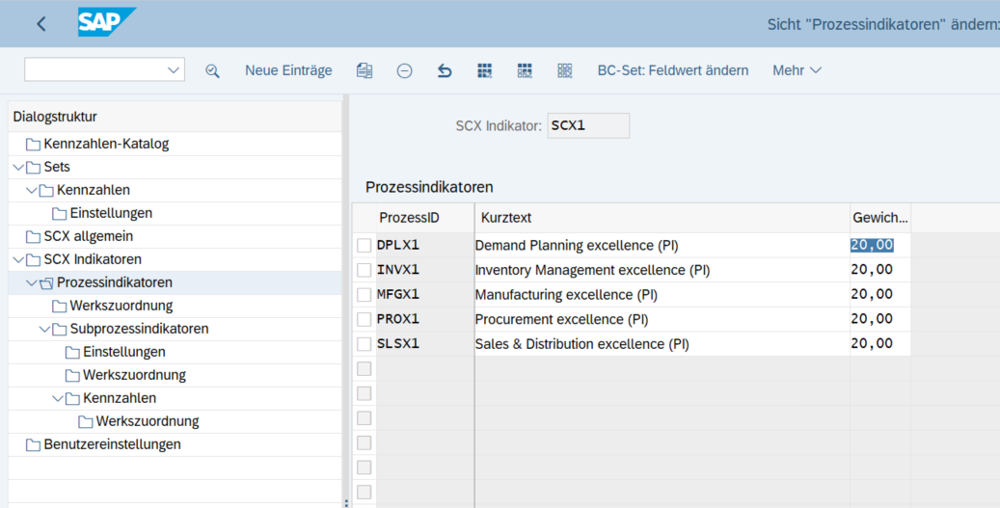 SAP
Sicht "Prozessindikatoren" ändern:
Neue Einträge
BC-Set: Feldwert ändern
Mehr
Dialogstruktur
Kennzahlen-Katalog
Sets
Kennzahlen
Einstellungen
SCX allgemein
SCX Indikatoren
Prozessindikatoren
Werkszuordnung
Subprozessindikatoren
Einstellungen
Werkszuordnung
Kennzahlen
Werkszuordnung
Benutzereinstellungen
SCX Indikator: SCX1
Prozessindikatoren
ProzessID Kurztext Gewich...
DPLX1 Demand Planning excellence (PI) 20,00
INVX1 Inventory Management excellence (PI) 20,00
MFGX1 Manufacturing excellence (PI) 20,00
PROX1 Procurement excellence (PI) 20,00
SLSX1 Sales & Distribution excellence (PI) 20,00